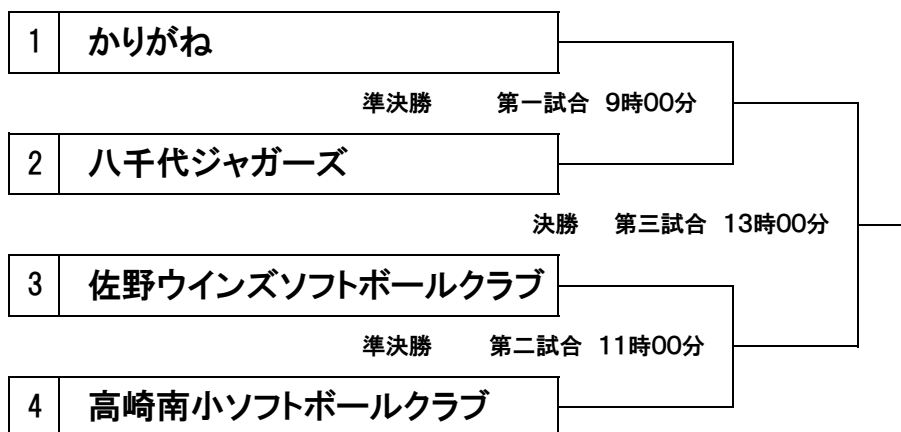 1 かりがね
準決勝 第一試合 9時00分
2 八千代ジャガーズ
決勝 第三試合 13時00分
3 佐野ウインズソフトボールクラブ
準決勝 第二試合 11時00分
4 高崎南小ソフトボールクラブ